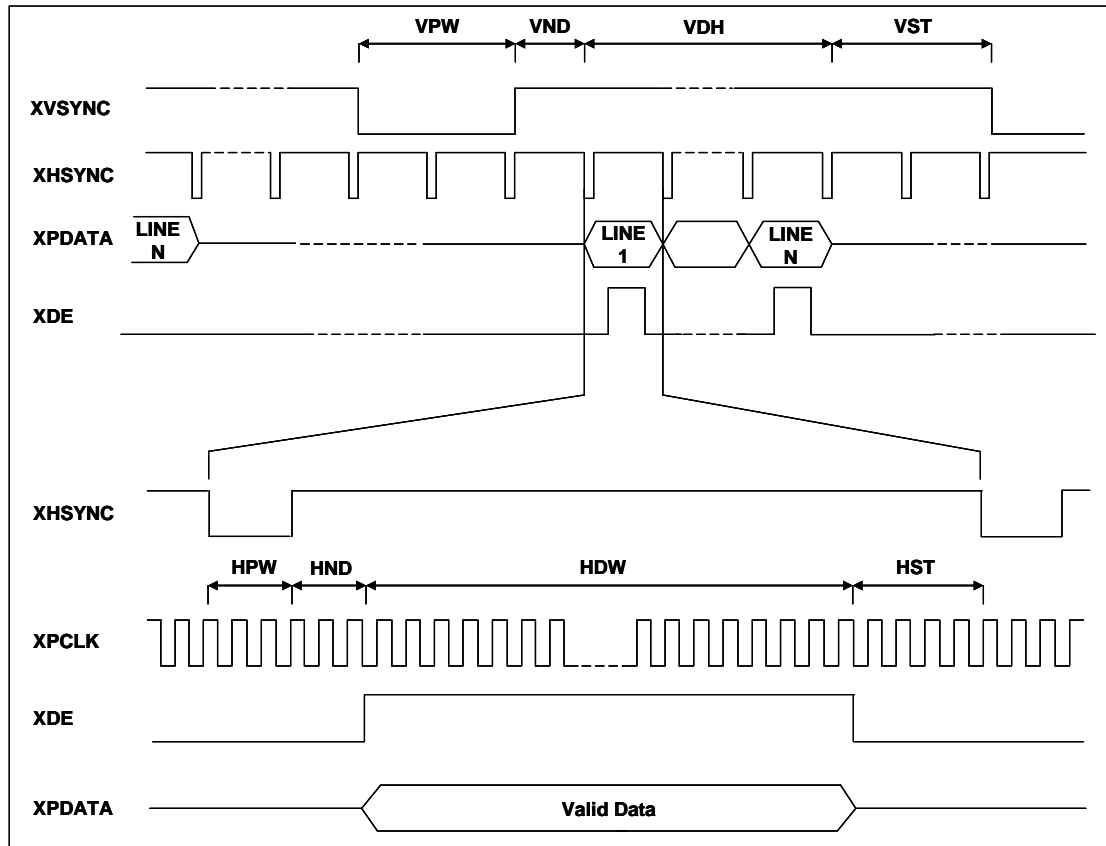 VPW VND VDH VST
XVSYNC
XHSYNC
XPDATA
LINE
N
LINE
1
LINE
N
XDE
XHSYNC
HPW HND HDW HST
XPCLK
XDE
XPDATA
Valid Data